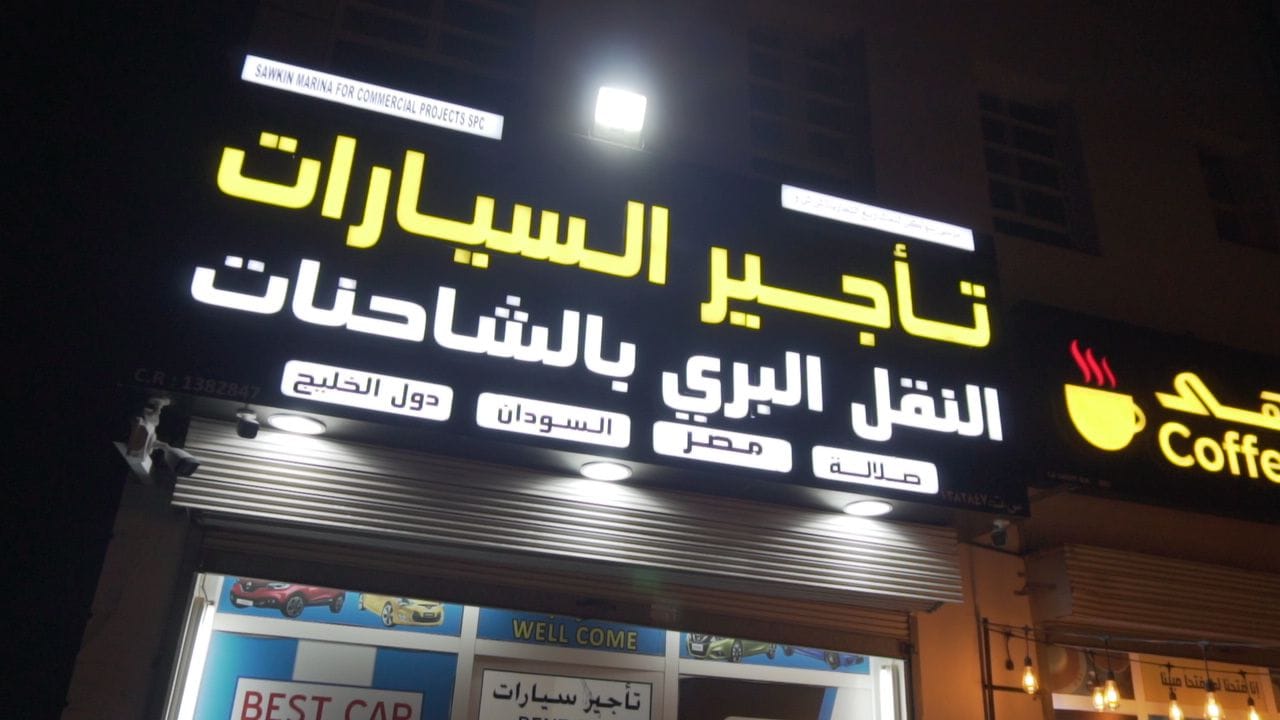 SAWKIN MARINA FOR COMMERCIAL PROJECTS SPC
تأجير السيارات
النقل البري بالشاحنات
صلالة
مصر
السودان
دول الخليج
C.R : 1382847
Coffe
WELL COME
BEST CAR
تأجير سيارات